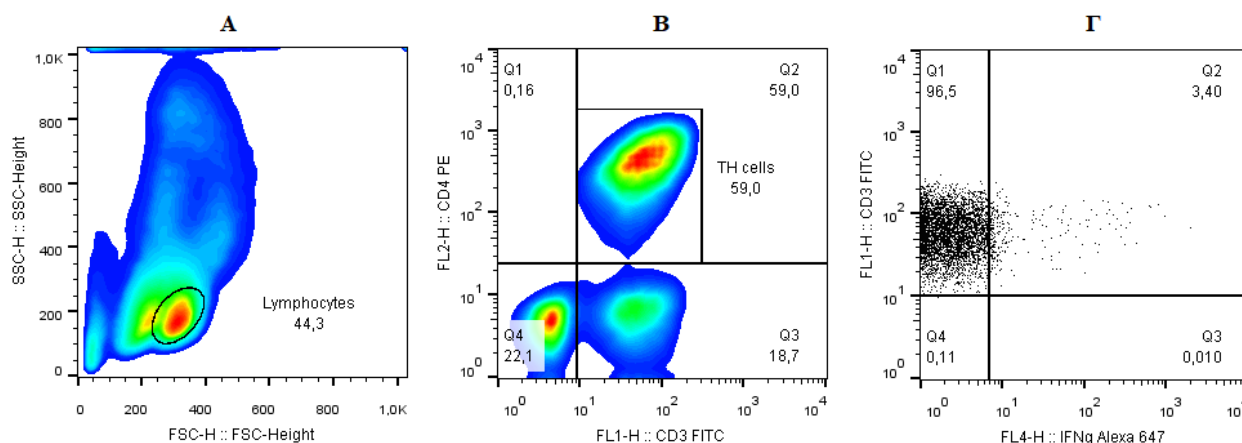 А
В
Г
1,0K
800
600
400
200
0
SSC-H :: SSC-Height
Lymphocytes
44,3
0
200
400
600
800
1,0K
FSC-H :: FSC-Height
10^4
10^3
10^2
10^1
10^0
FL2-H :: CD4 PE
Q1
0,16
Q2
59,0
TH cells
59,0
Q4
22,1
Q3
18,7
10^0
10^1
10^2
10^3
10^4
FL1-H :: CD3 FITC
10^4
10^3
10^2
10^1
10^0
FL1-H :: CD3 FITC
Q1
96,5
Q2
3,40
Q4
0,11
Q3
0,010
10^0
10^1
10^2
10^3
FL4-H :: IFNg Alexa 647